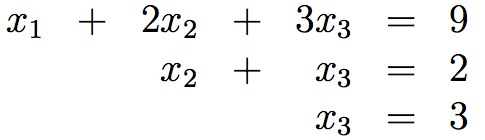 x₁ + 2x₂ + 3x₃ = 9
x₂ + x₃ = 2
x₃ = 3